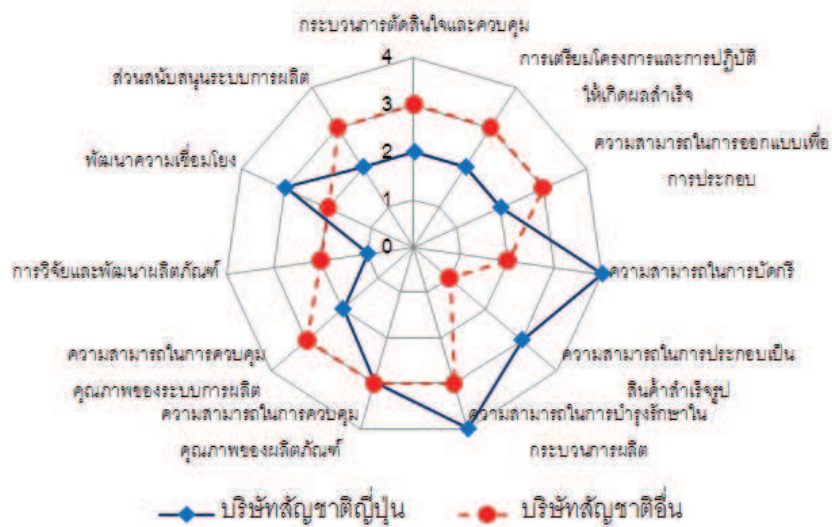 กระบวนการตัดสินใจและควบคุม
การเตรียมโครงการและการปฏิบัติ
ให้เกิดผลสำเร็จ
ความสามารถในการออกแบบเพื่อ
การประกอบ
ความสามารถในการบัดกรี
ความสามารถในการประกอบเป็น
สินค้าสำเร็จรูป
ความสามารถในการบำรุงรักษาใน
กระบวนการผลิต
ความสามารถในการควบคุม
คุณภาพของผลิตภัณฑ์
ความสามารถในการควบคุม
คุณภาพของระบบการผลิต
การวิจัยและพัฒนาผลิตภัณฑ์
พัฒนาความเชื่อมโยง
ส่วนสนับสนุนระบบการผลิต
4
3
2
1
0
บริษัทสัญชาติญี่ปุ่น
บริษัทสัญชาติอื่น